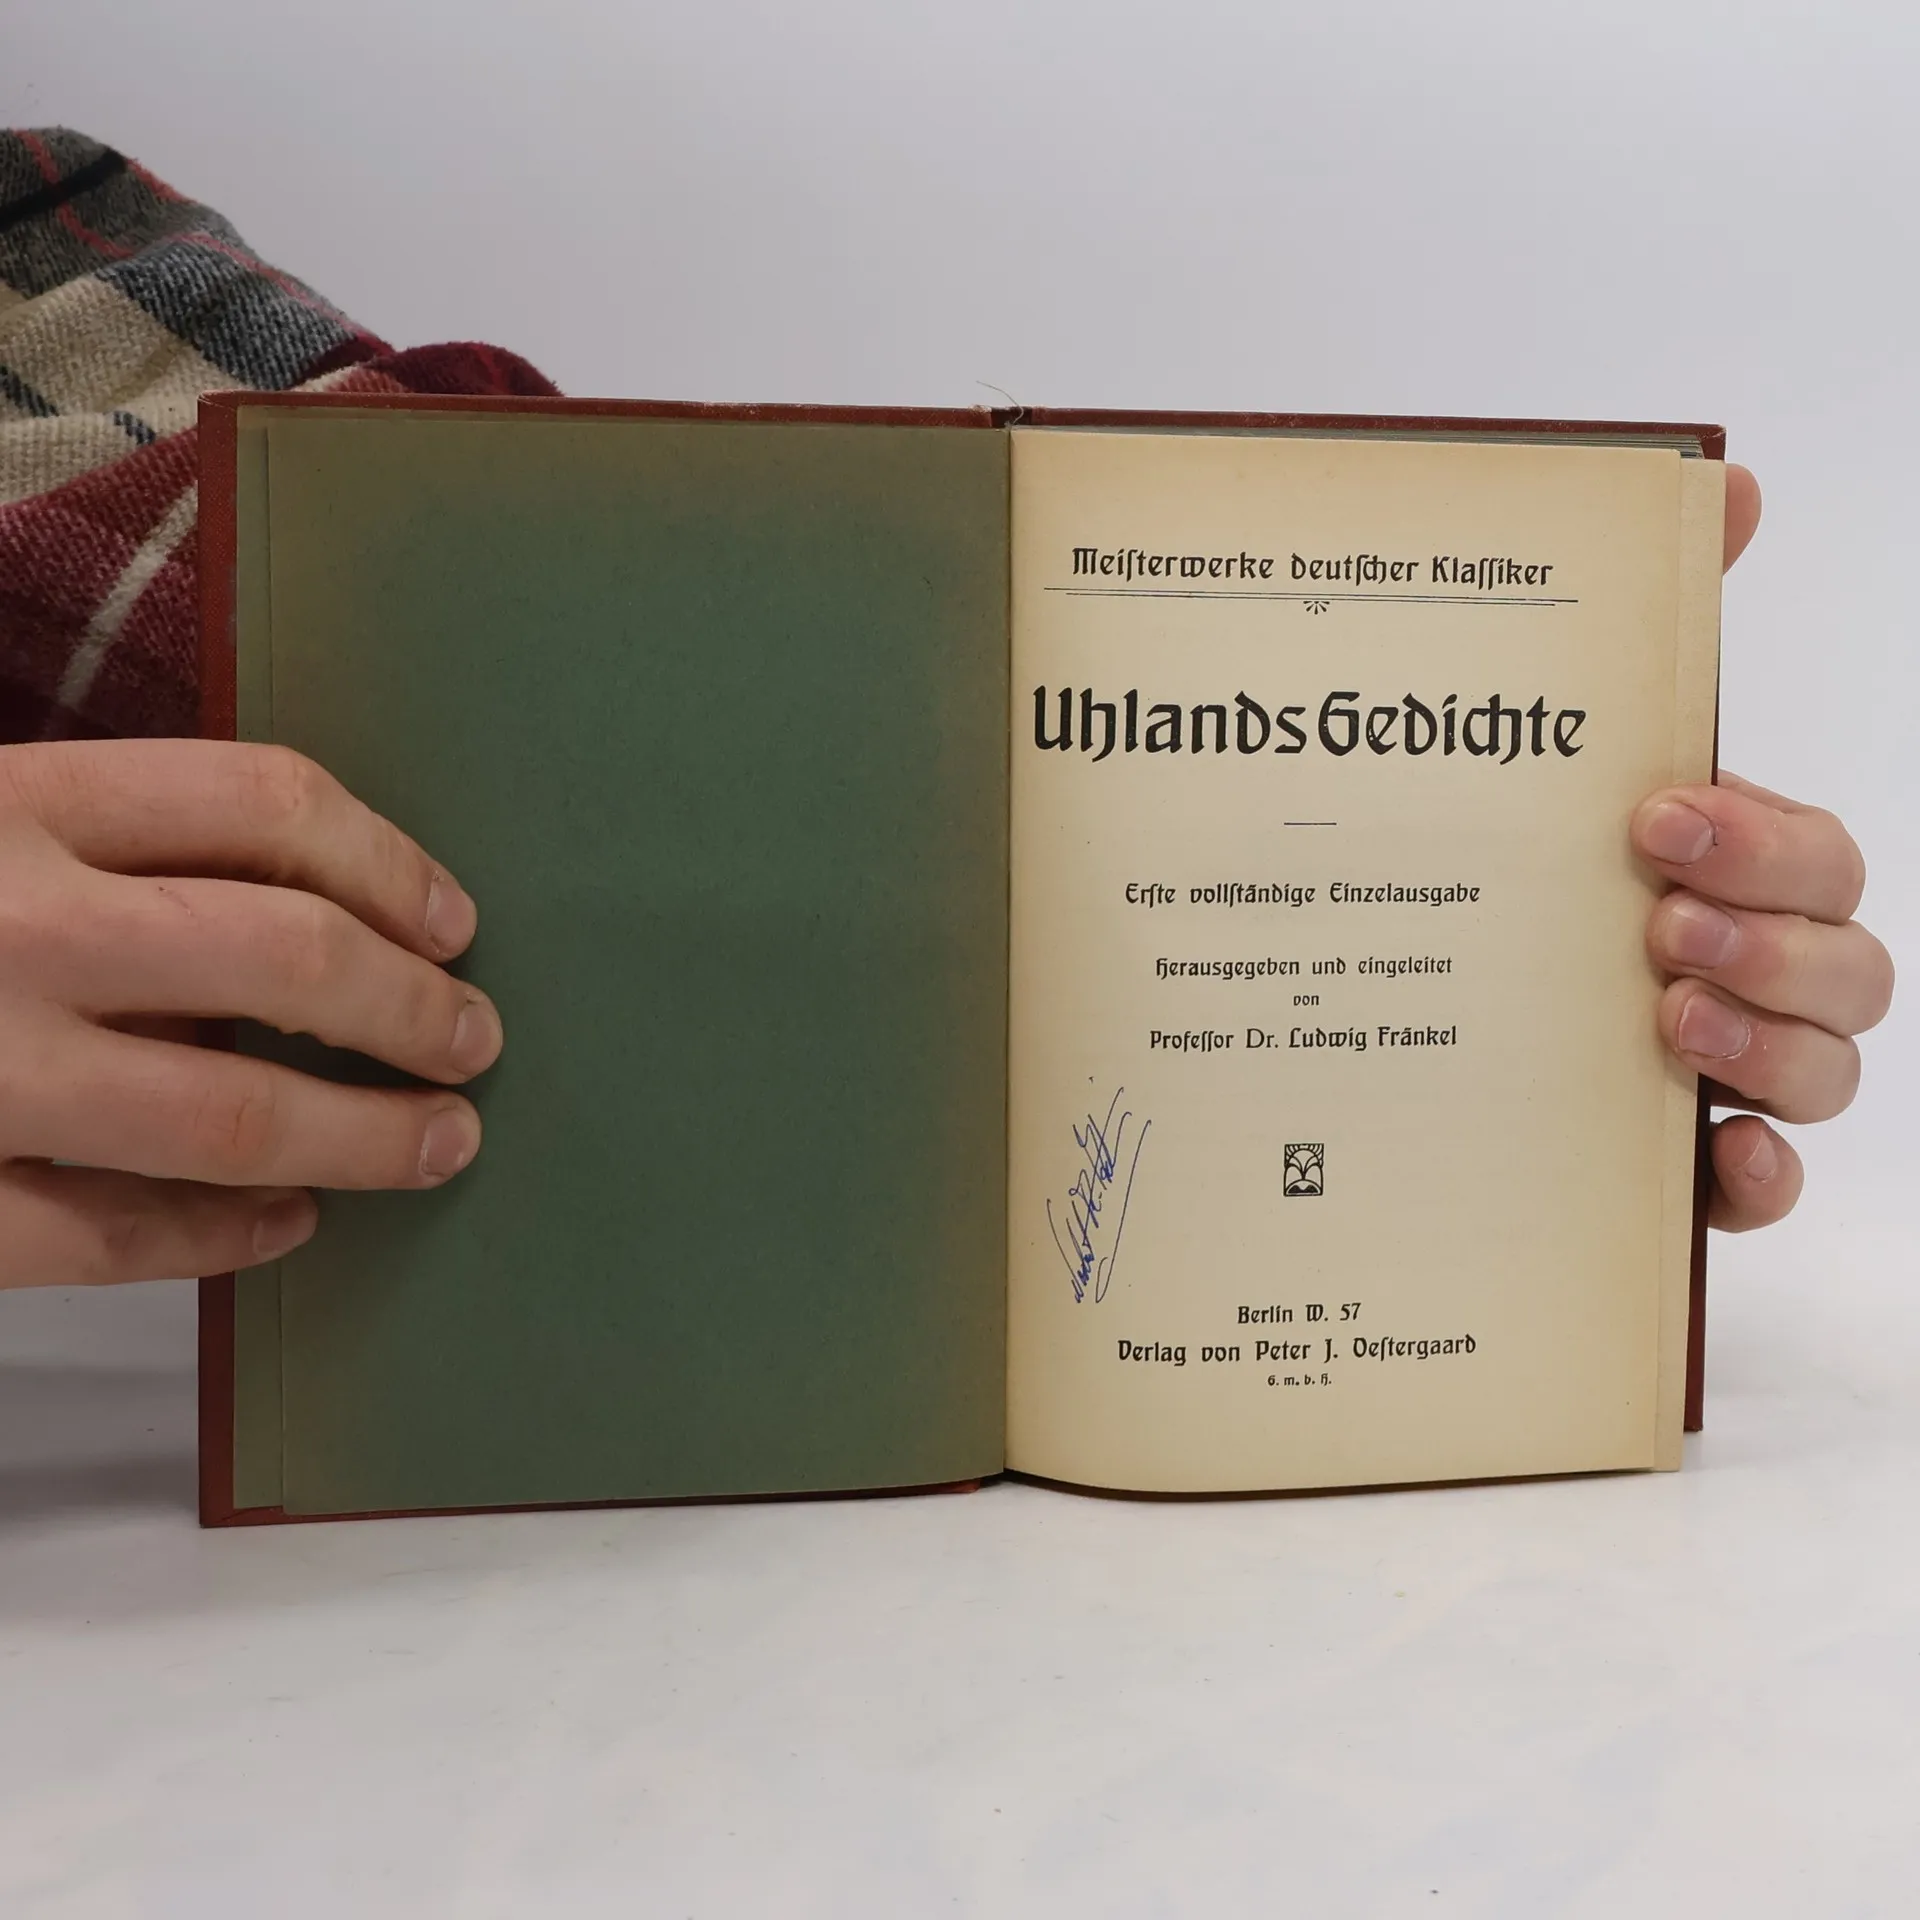 Meiſterwerke deutſcher Klaſſiker
Uhlands Gedichte
Erſte vollſtändige Einzelausgabe
Herausgegeben und eingeleitet
von
Profeſſor Dr. Ludwig Fränkel
Berlin W. 57
Verlag von Peter J. Oeſtergaard
G. m. b. H.